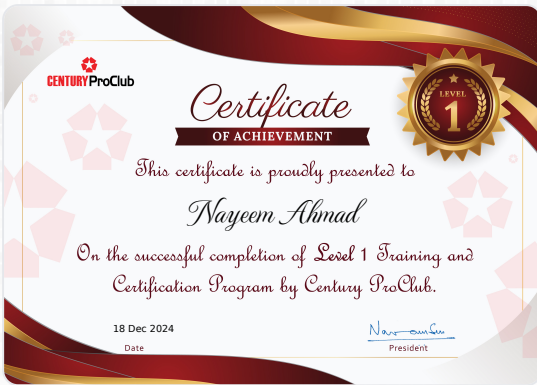 CENTURY ProClub
Certificate
OF ACHIEVEMENT
LEVEL
1
This certificate is proudly presented to
Nayeem Ahmad
On the successful completion of Level 1 Training and
Certification Program by Century ProClub.
18 Dec 2024
Date
President